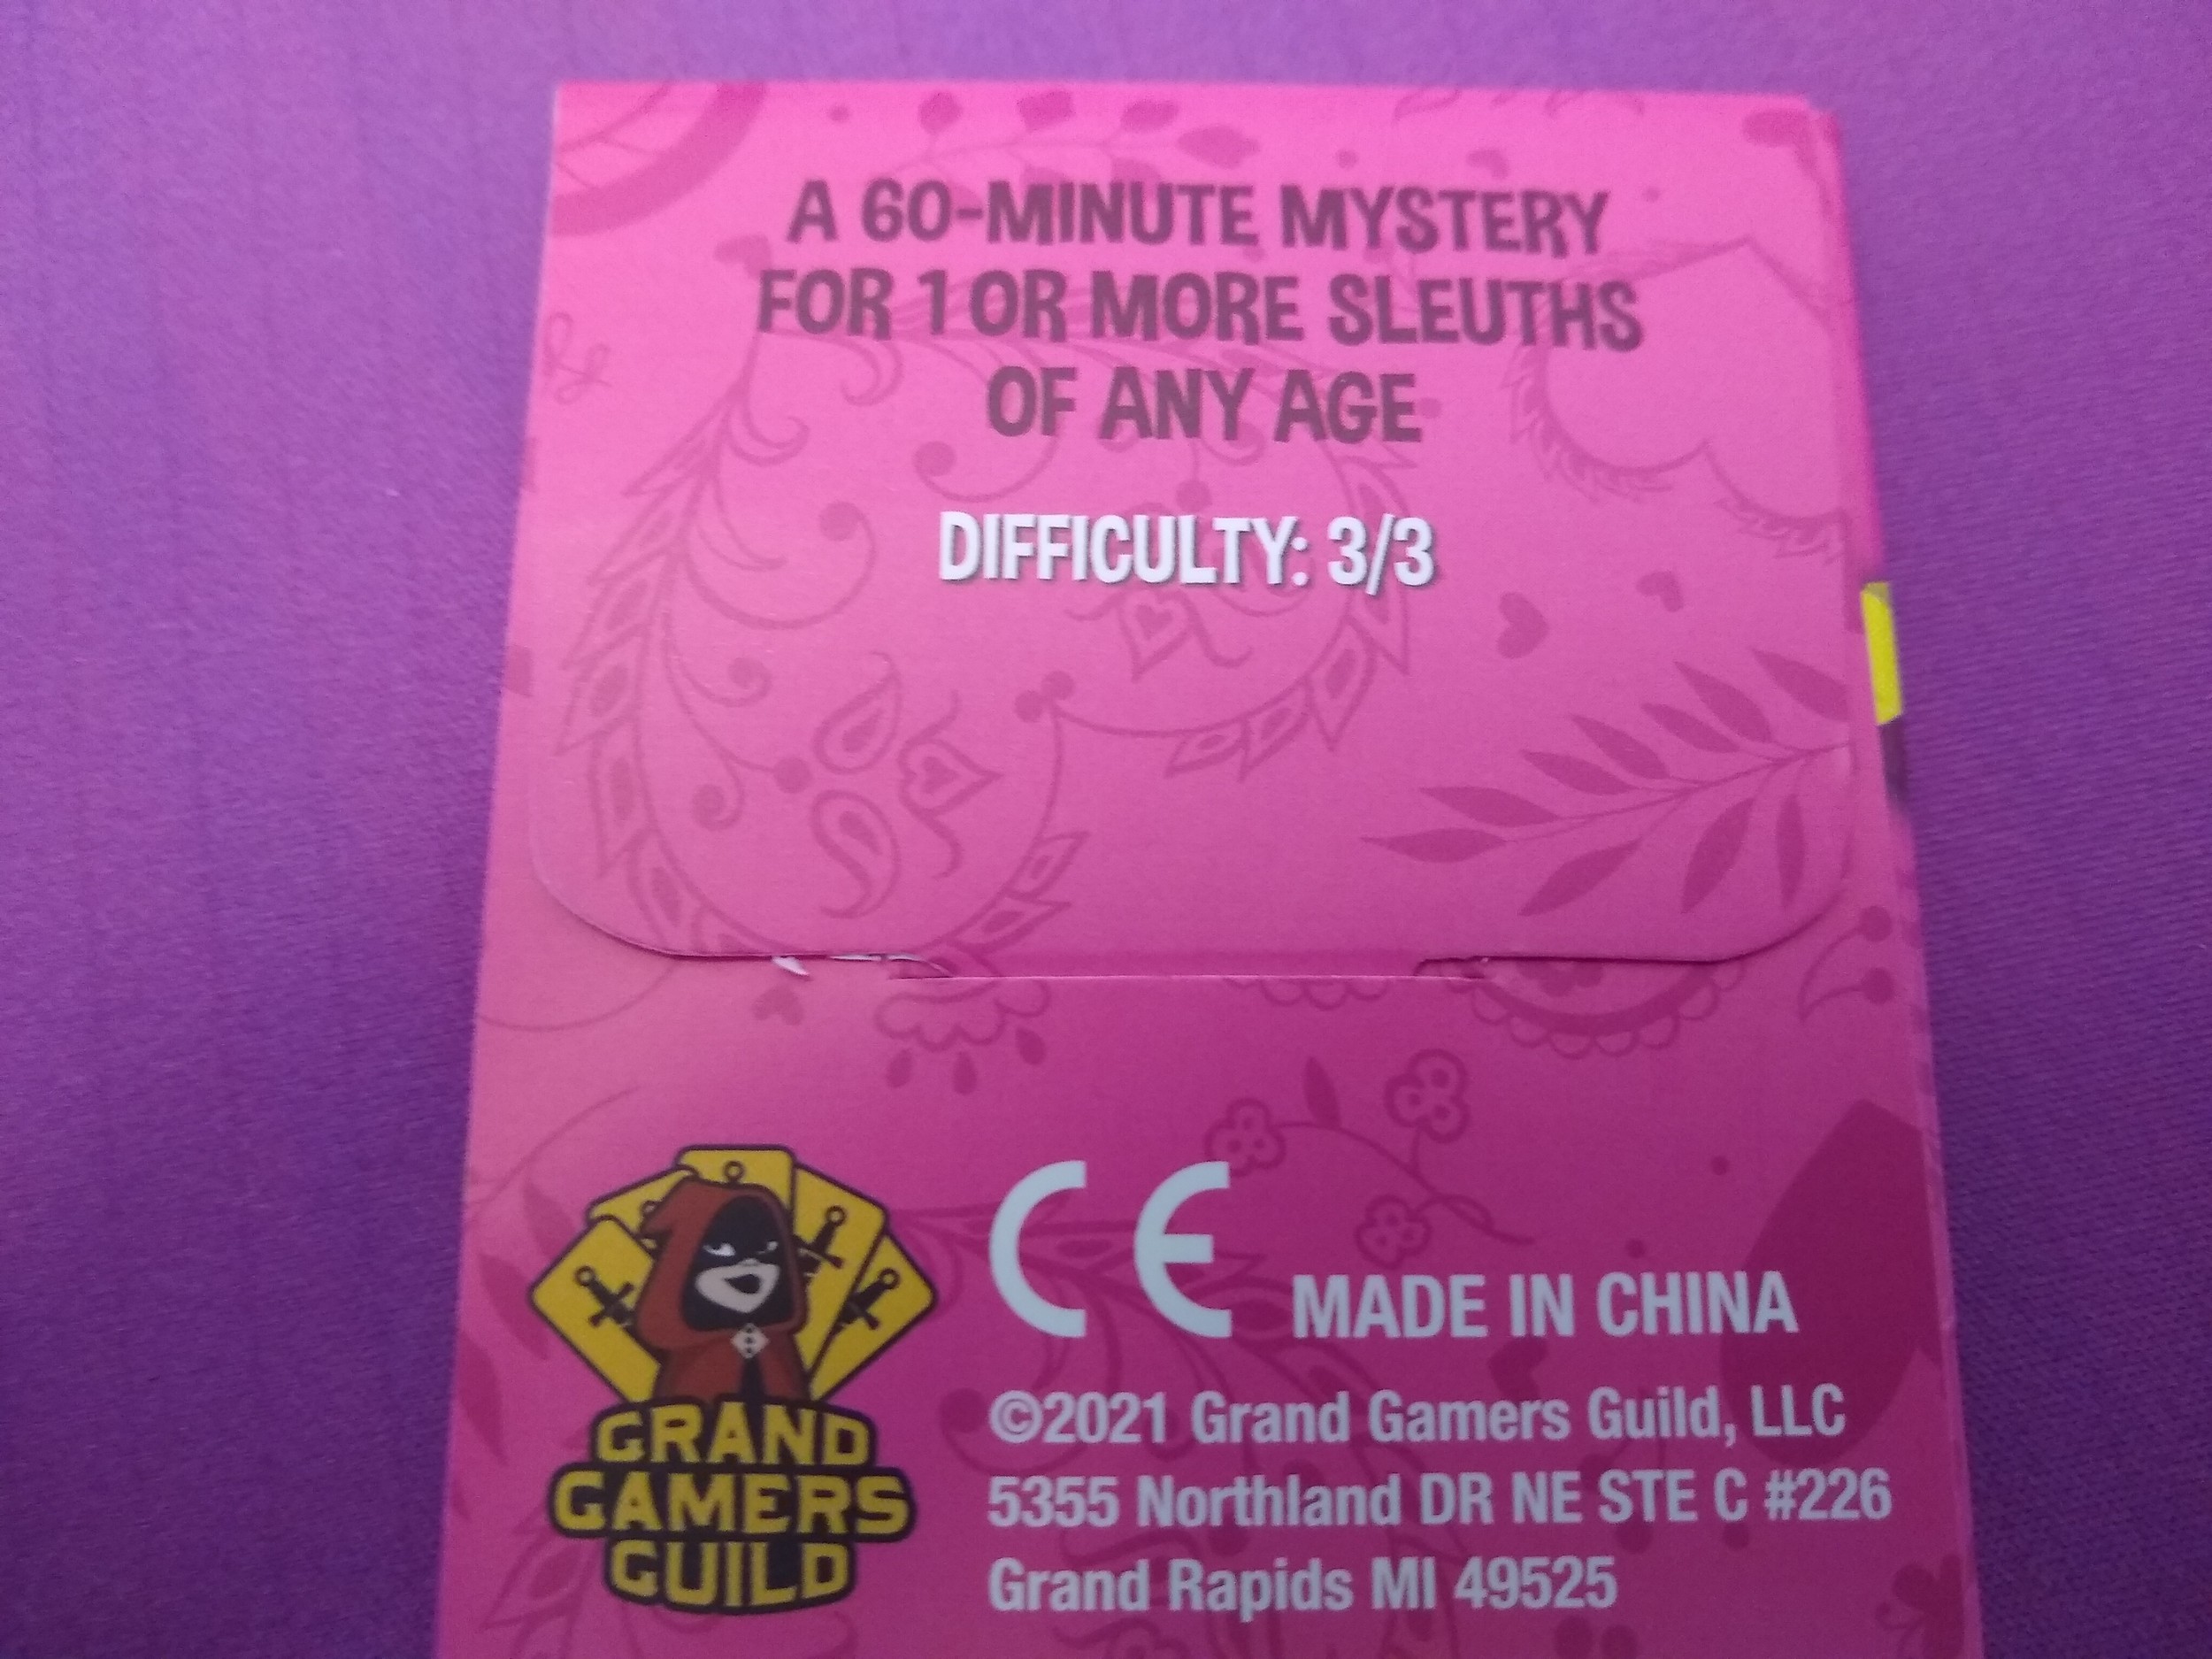 A 60-MINUTE MYSTERY
FOR 1 OR MORE SLEUTHS
OF ANY AGE
DIFFICULTY: 3/3
GRAND
GAMERS
GUILD
CE MADE IN CHINA
©2021 Grand Gamers Guild, LLC
5355 Northland DR NE STE C #226
Grand Rapids MI 49525